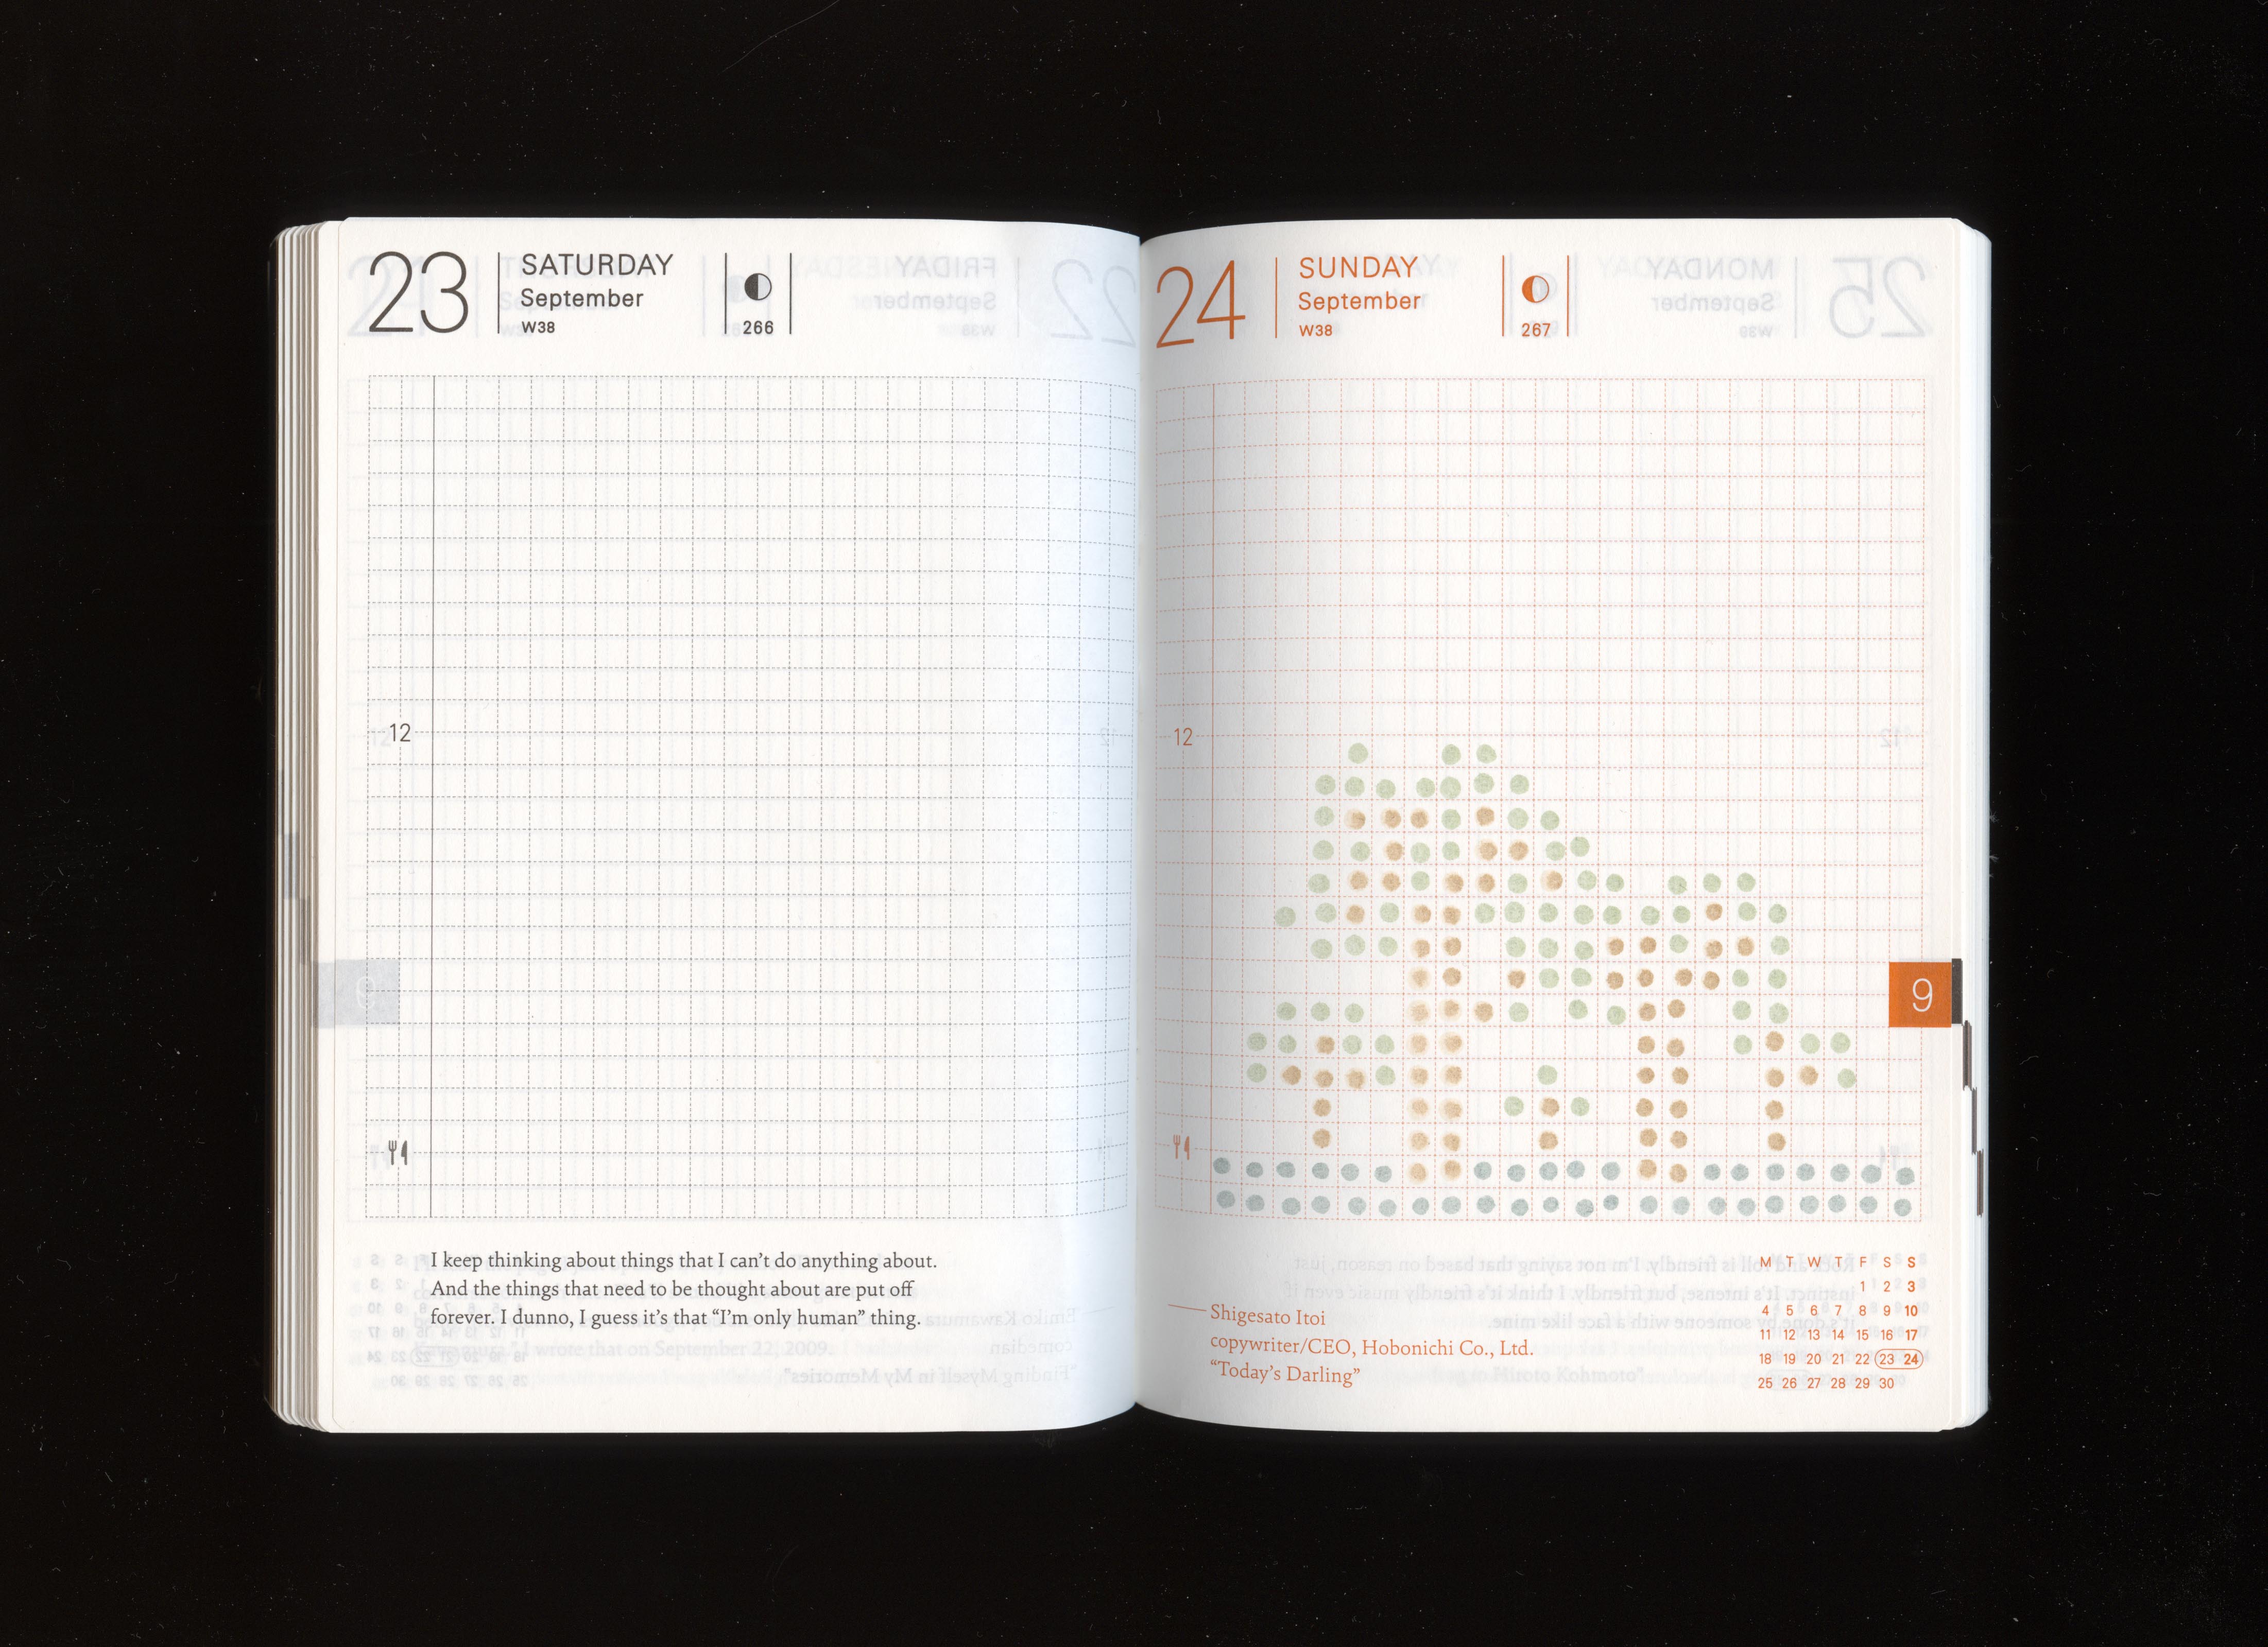 23
SATURDAY
September
W38
266
12
I keep thinking about things that I can’t do anything about.
And the things that need to be thought about are put off
forever. I dunno, I guess it’s that “I’m only human” thing.
24
SUNDAY
September
W38
267
12
9
Shigesato Itoi
copywriter/CEO, Hobonichi Co., Ltd.
“Today’s Darling”
M T W T F S S
1 2 3
4 5 6 7 8 9 10
11 12 13 14 15 16 17
18 19 20 21 22 23 24
25 26 27 28 29 30